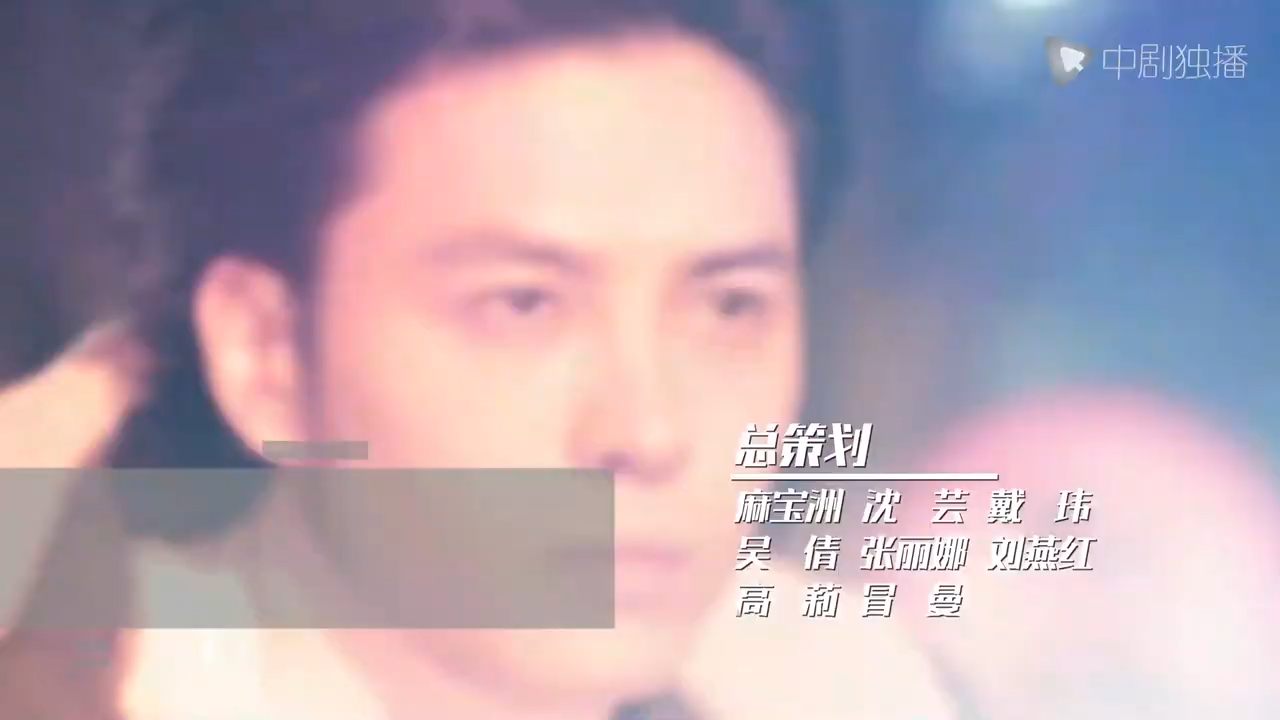 中剧独播
总策划
麻宝洲 沈 芸 戴 玮
吴 倩 张丽娜 刘燕红
高 莉 冒 曼